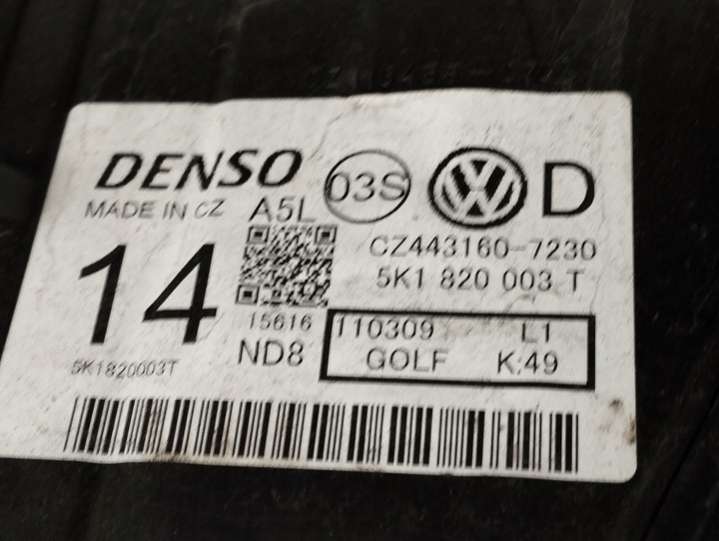 DENSO 03S VW D
MADE IN CZ A5L
CZ443160-7230
14
5K1 820 003 T
15616
110309 L1
ND8
GOLF K:49
5K1820003T